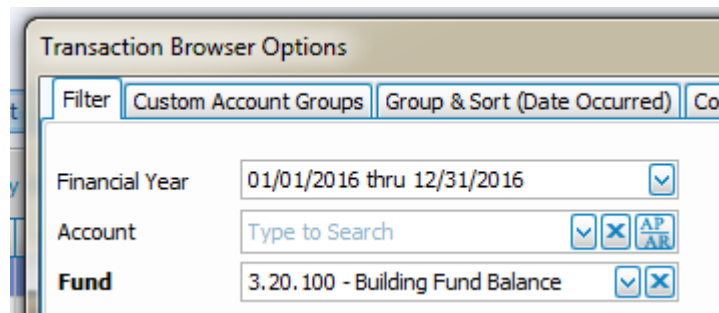 Transaction Browser Options
Filter Custom Account Groups Group & Sort (Date Occurred) Co
Financial Year 01/01/2016 thru 12/31/2016
Account Type to Search AP AR
Fund 3.20.100 - Building Fund Balance